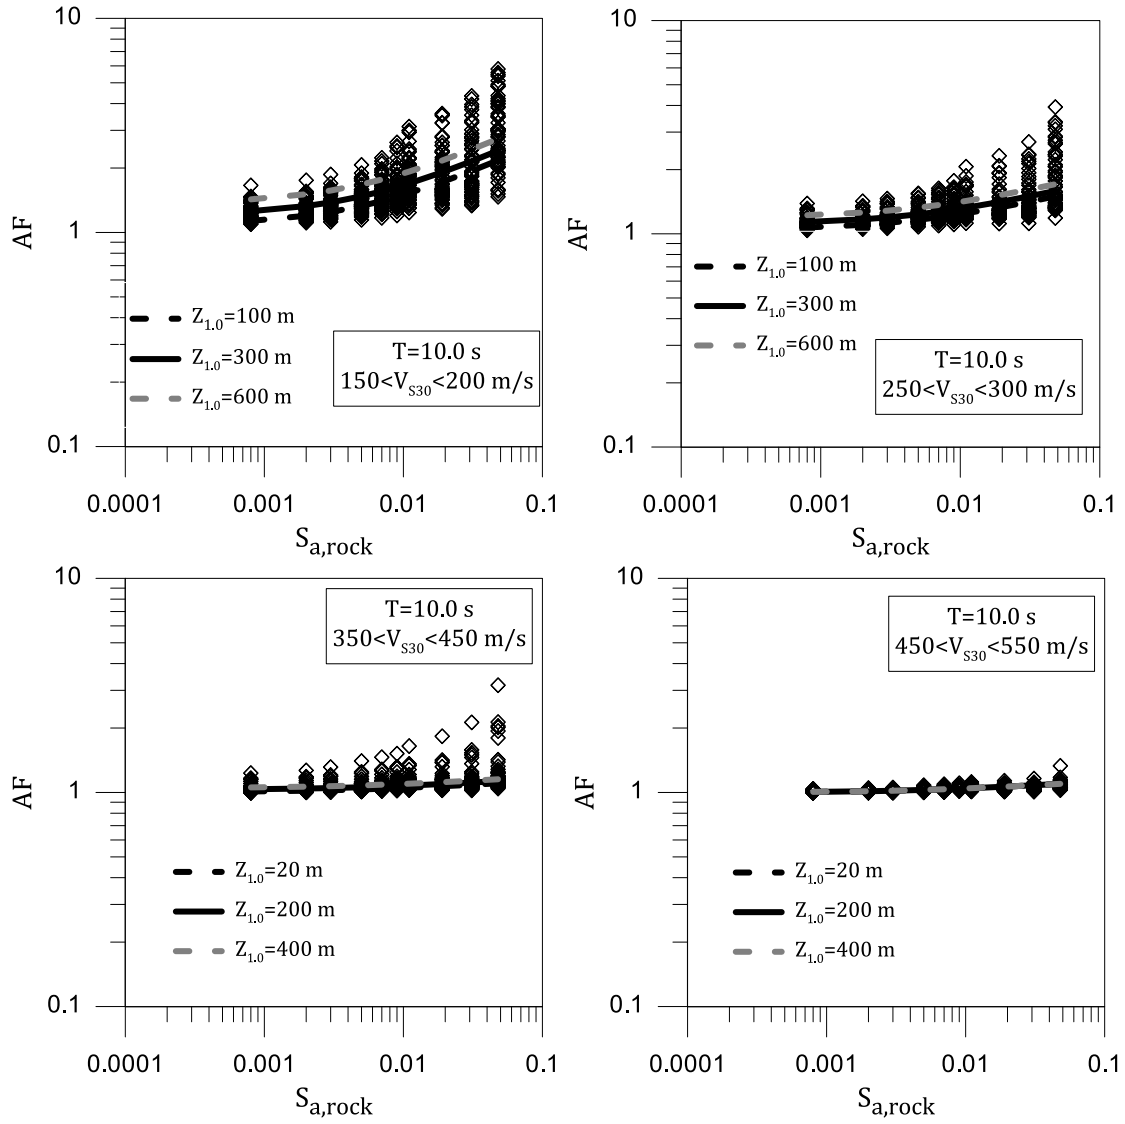 10
1
0.1
AF
Z1.0=100 m
Z1.0=300 m
Z1.0=600 m
T=10.0 s
150<VS30<200 m/s
0.0001
0.001
0.01
0.1
Sa,rock
10
1
0.1
AF
Z1.0=100 m
Z1.0=300 m
Z1.0=600 m
T=10.0 s
250<VS30<300 m/s
0.0001
0.001
0.01
0.1
Sa,rock
10
1
0.1
AF
T=10.0 s
350<VS30<450 m/s
Z1.0=20 m
Z1.0=200 m
Z1.0=400 m
0.0001
0.001
0.01
0.1
Sa,rock
10
1
0.1
AF
T=10.0 s
450<VS30<550 m/s
Z1.0=20 m
Z1.0=200 m
Z1.0=400 m
0.0001
0.001
0.01
0.1
Sa,rock